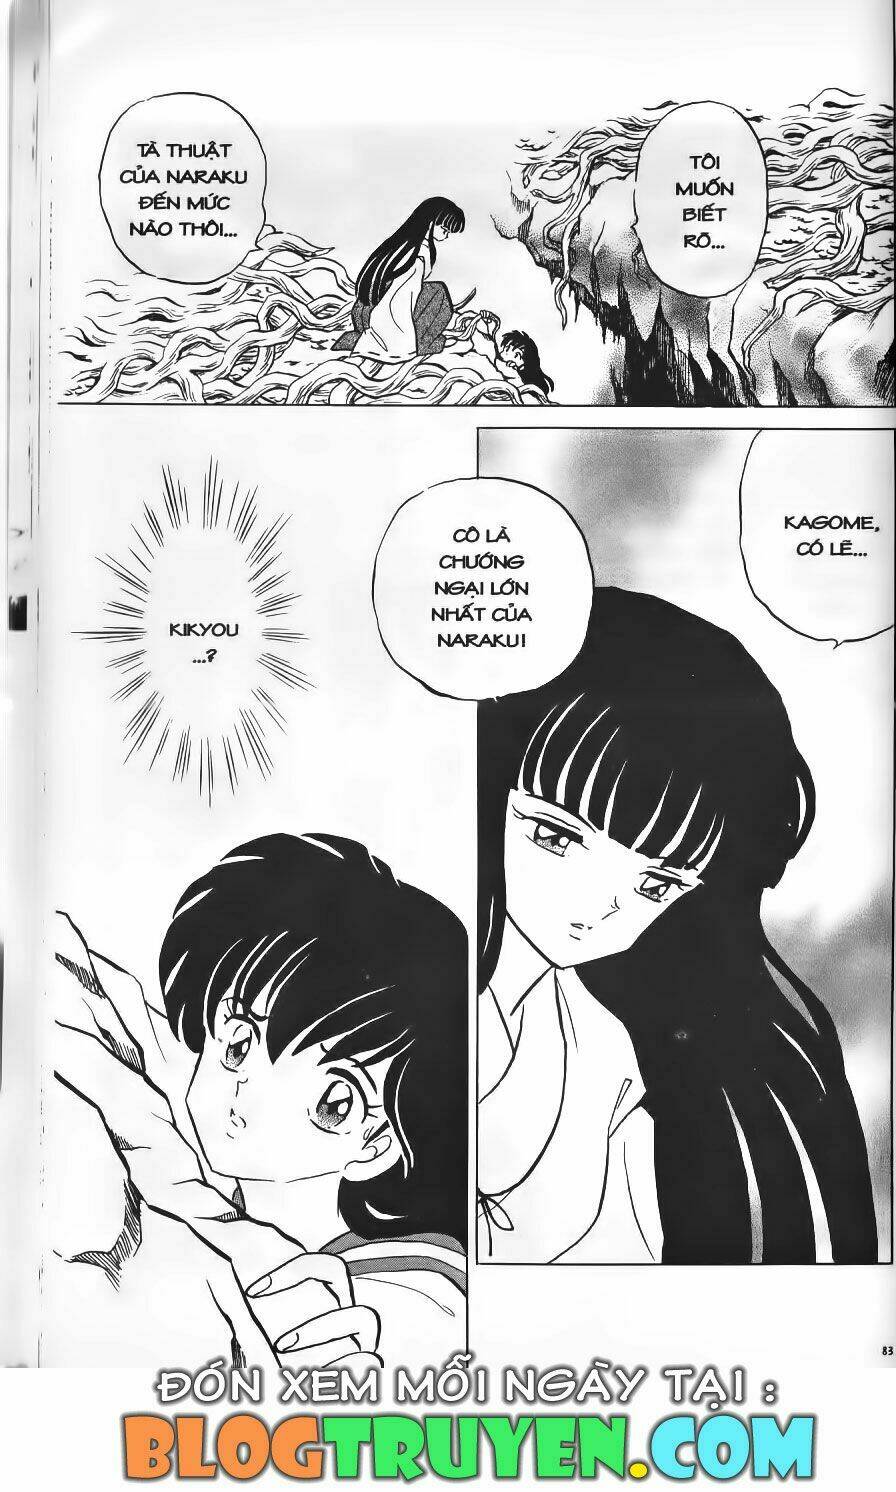 TÔI
MUỐN
BIẾT
RÕ...
TÀ THUẬT
CỦA NARAKU
ĐẾN MỨC
NÀO THÔI...
KAGOME,
CÓ LẼ...
CÔ LÀ
CHƯỚNG
NGẠI LỚN
NHẤT CỦA
NARAKU!
KIKYOU
...?
83
ĐÓN XEM MỖI NGÀY TẠI :
BLOGTRUYEN.COM